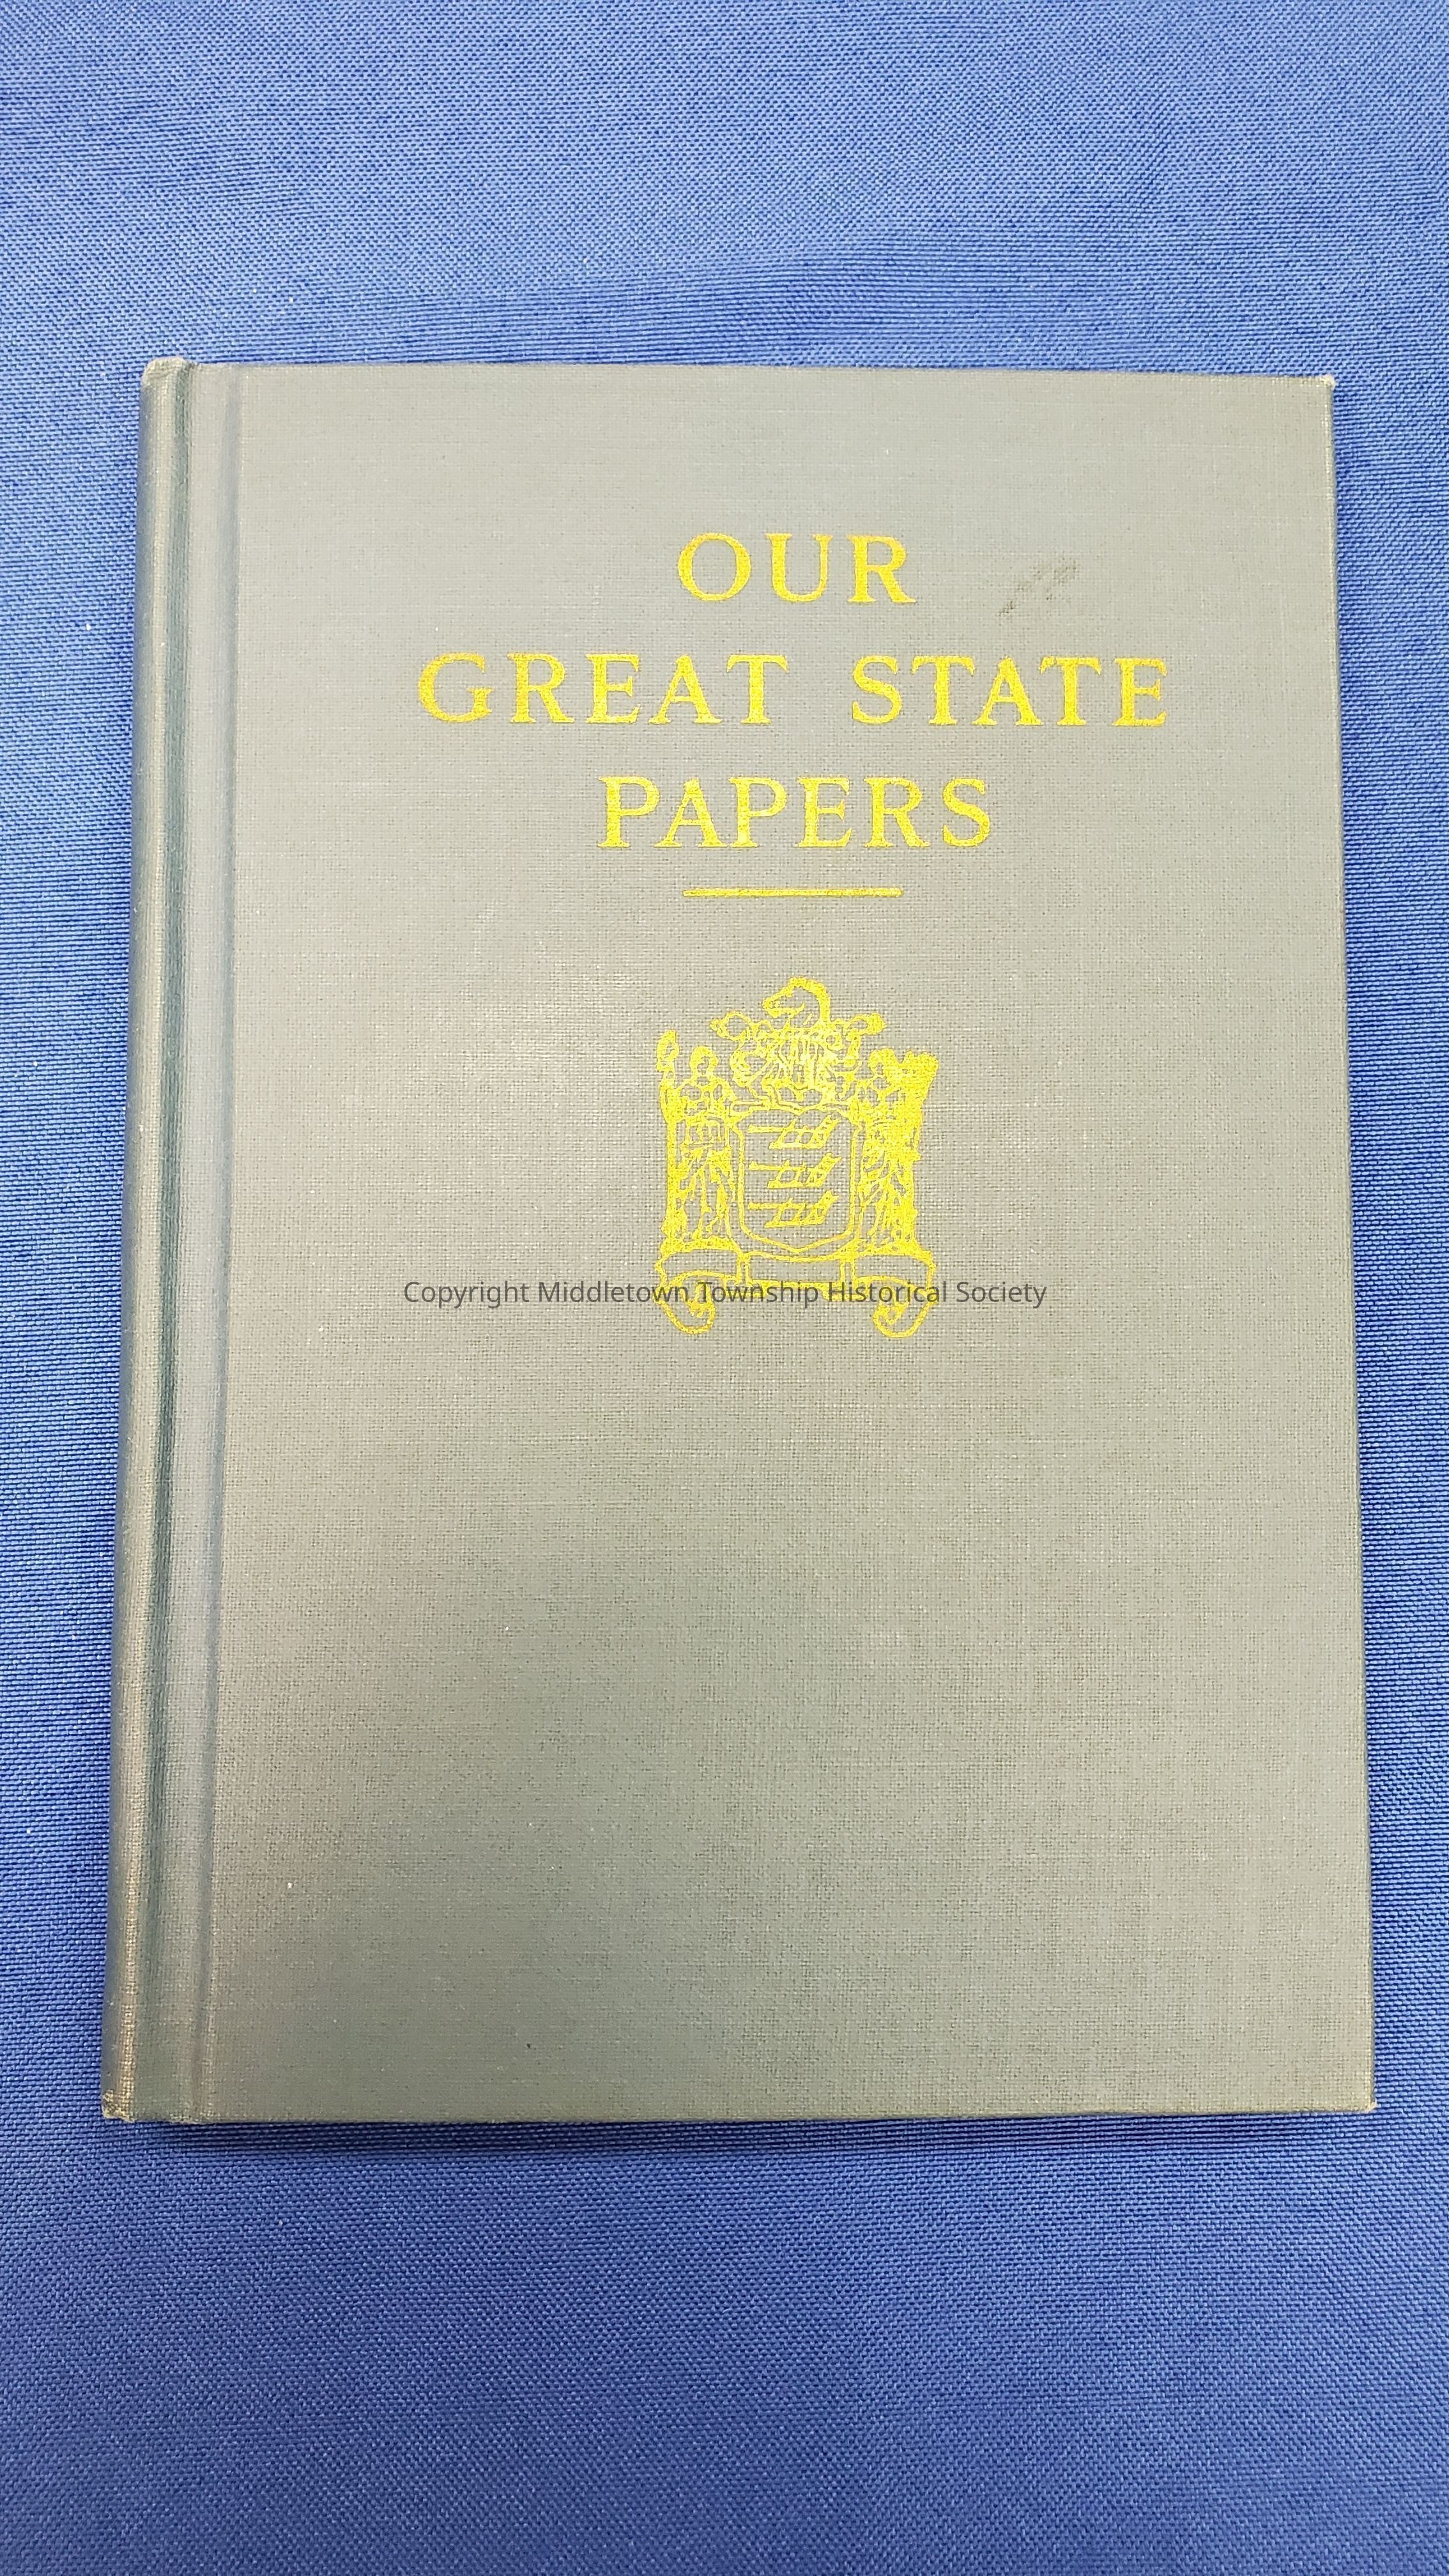 OUR
GREAT STATE
PAPERS
Copyright Middletown Township Historical Society